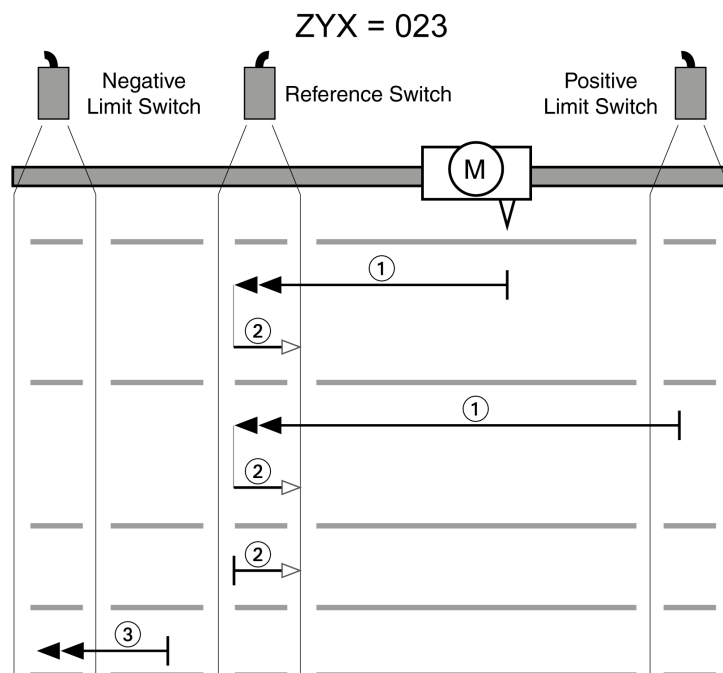 ZYX = 023
Negative
Limit Switch
Reference Switch
Positive
Limit Switch
M
1
2
1
2
2
3